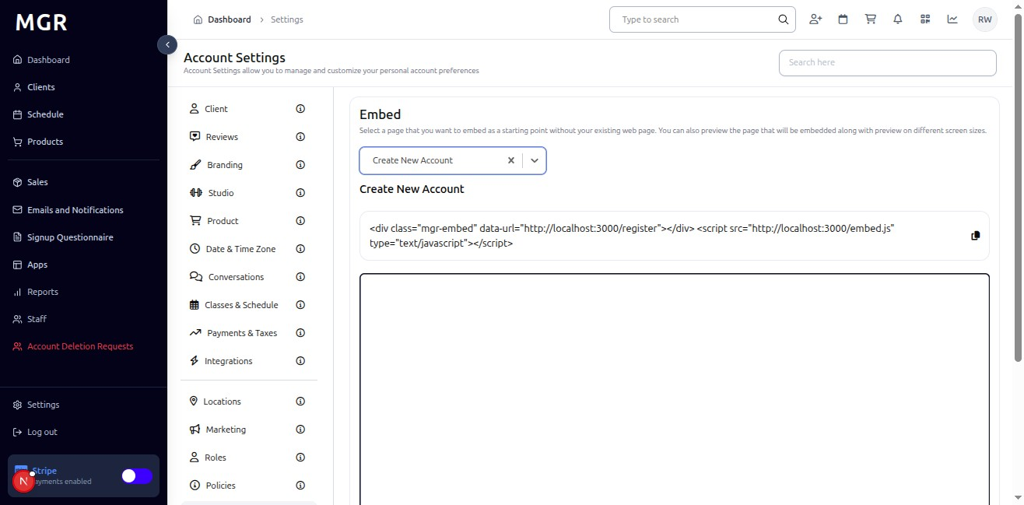 MGR
Dashboard
Clients
Schedule
Products
Sales
Emails and Notifications
Signup Questionnaire
Apps
Reports
Staff
Account Deletion Requests
Settings
Log out
Stripe
ayments enabled
N
Dashboard > Settings
Type to search
RW
Account Settings
Account Settings allow you to manage and customize your personal account preferences
Search here
Client
Reviews
Branding
Studio
Product
Date & Time Zone
Conversations
Classes & Schedule
Payments & Taxes
Integrations
Locations
Marketing
Roles
Policies
Embed
Select a page that you want to embed as a starting point without your existing web page. You can also preview the page that will be embedded along with preview on different screen sizes.
Create New Account
Create New Account
<div class="mgr-embed" data-url="http://localhost:3000/register"></div> <script src="http://localhost:3000/embed.js"
type="text/javascript"></script>